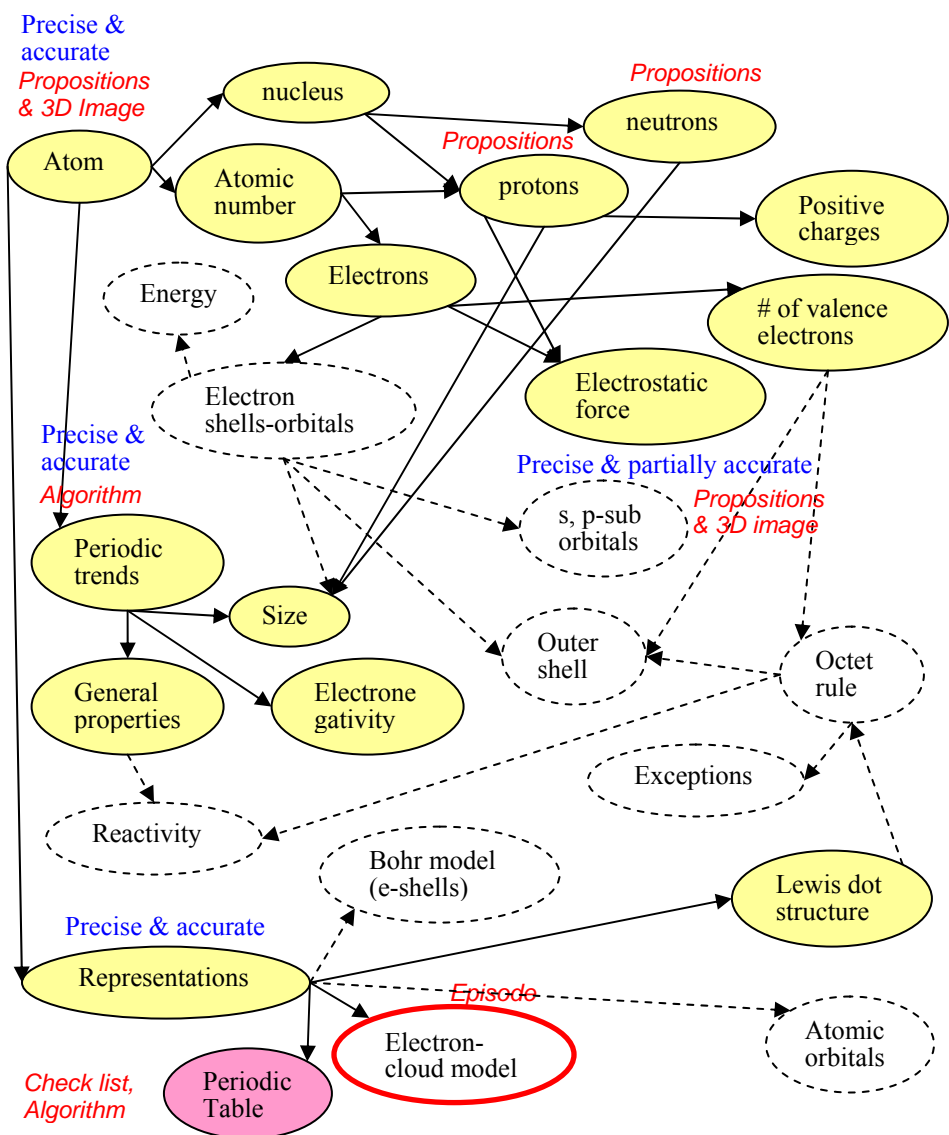 Precise &
accurate
Propositions
& 3D Image
nucleus
Propositions
neutrons
Atom
Propositions
Atomic
number
protons
Positive
charges
Energy
Electrons
# of valence
electrons
Electron
shells-orbitals
Electrostatic
force
Precise &
accurate
Algorithm
Precise & partially accurate
Propositions
& 3D image
s, p-sub
orbitals
Periodic
trends
Size
Outer
shell
Octet
rule
General
properties
Electrone
gativity
Exceptions
Reactivity
Bohr model
(e-shells)
Lewis dot
structure
Precise & accurate
Representations
Episodo
Electron-
cloud model
Atomic
orbitals
Check list,
Algorithm
Periodic
Table